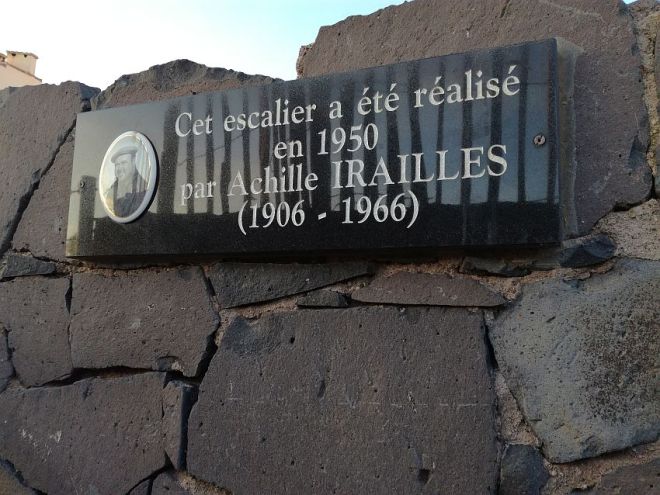 Cet escalier a été réalisé
en 1950
par Achille IRAILLES
(1906 - 1966)